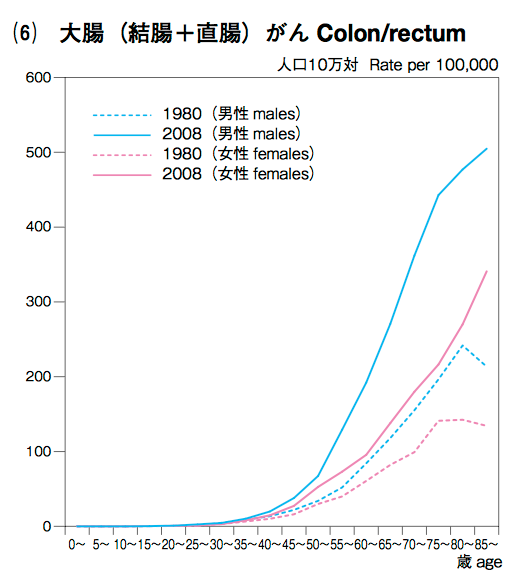 (6) 大腸（結腸＋直腸）がん Colon/rectum
人口10万対 Rate per 100,000
600
500
400
300
200
100
0
1980（男性 males）
2008（男性 males）
1980（女性 females）
2008（女性 females）
0～ 5～ 10～ 15～ 20～ 25～ 30～ 35～ 40～ 45～ 50～ 55～ 60～ 65～ 70～ 75～ 80～ 85～
歳 age